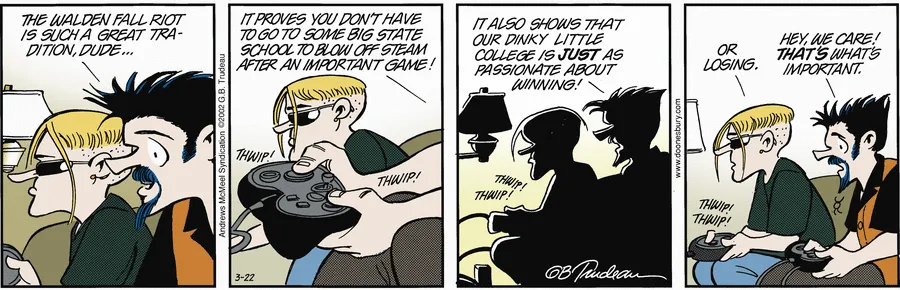 THE WALDEN FALL RIOT
IS SUCH A GREAT TRA-
DITION, DUDE...
Andrews McMeel Syndication ©2002 G.B. Trudeau
IT PROVES YOU DON'T HAVE
TO GO TO SOME BIG STATE
SCHOOL TO BLOW OFF STEAM
AFTER AN IMPORTANT GAME!
THWIP!
THWIP!
3-22
IT ALSO SHOWS THAT
OUR DINKY LITTLE
COLLEGE IS JUST AS
PASSIONATE ABOUT
WINNING!
THWIP!
THWIP!
GB Trudeau
www.doonesbury.com
OR
LOSING.
HEY, WE CARE!
THAT'S WHAT'S
IMPORTANT.
THWIP!
THWIP!